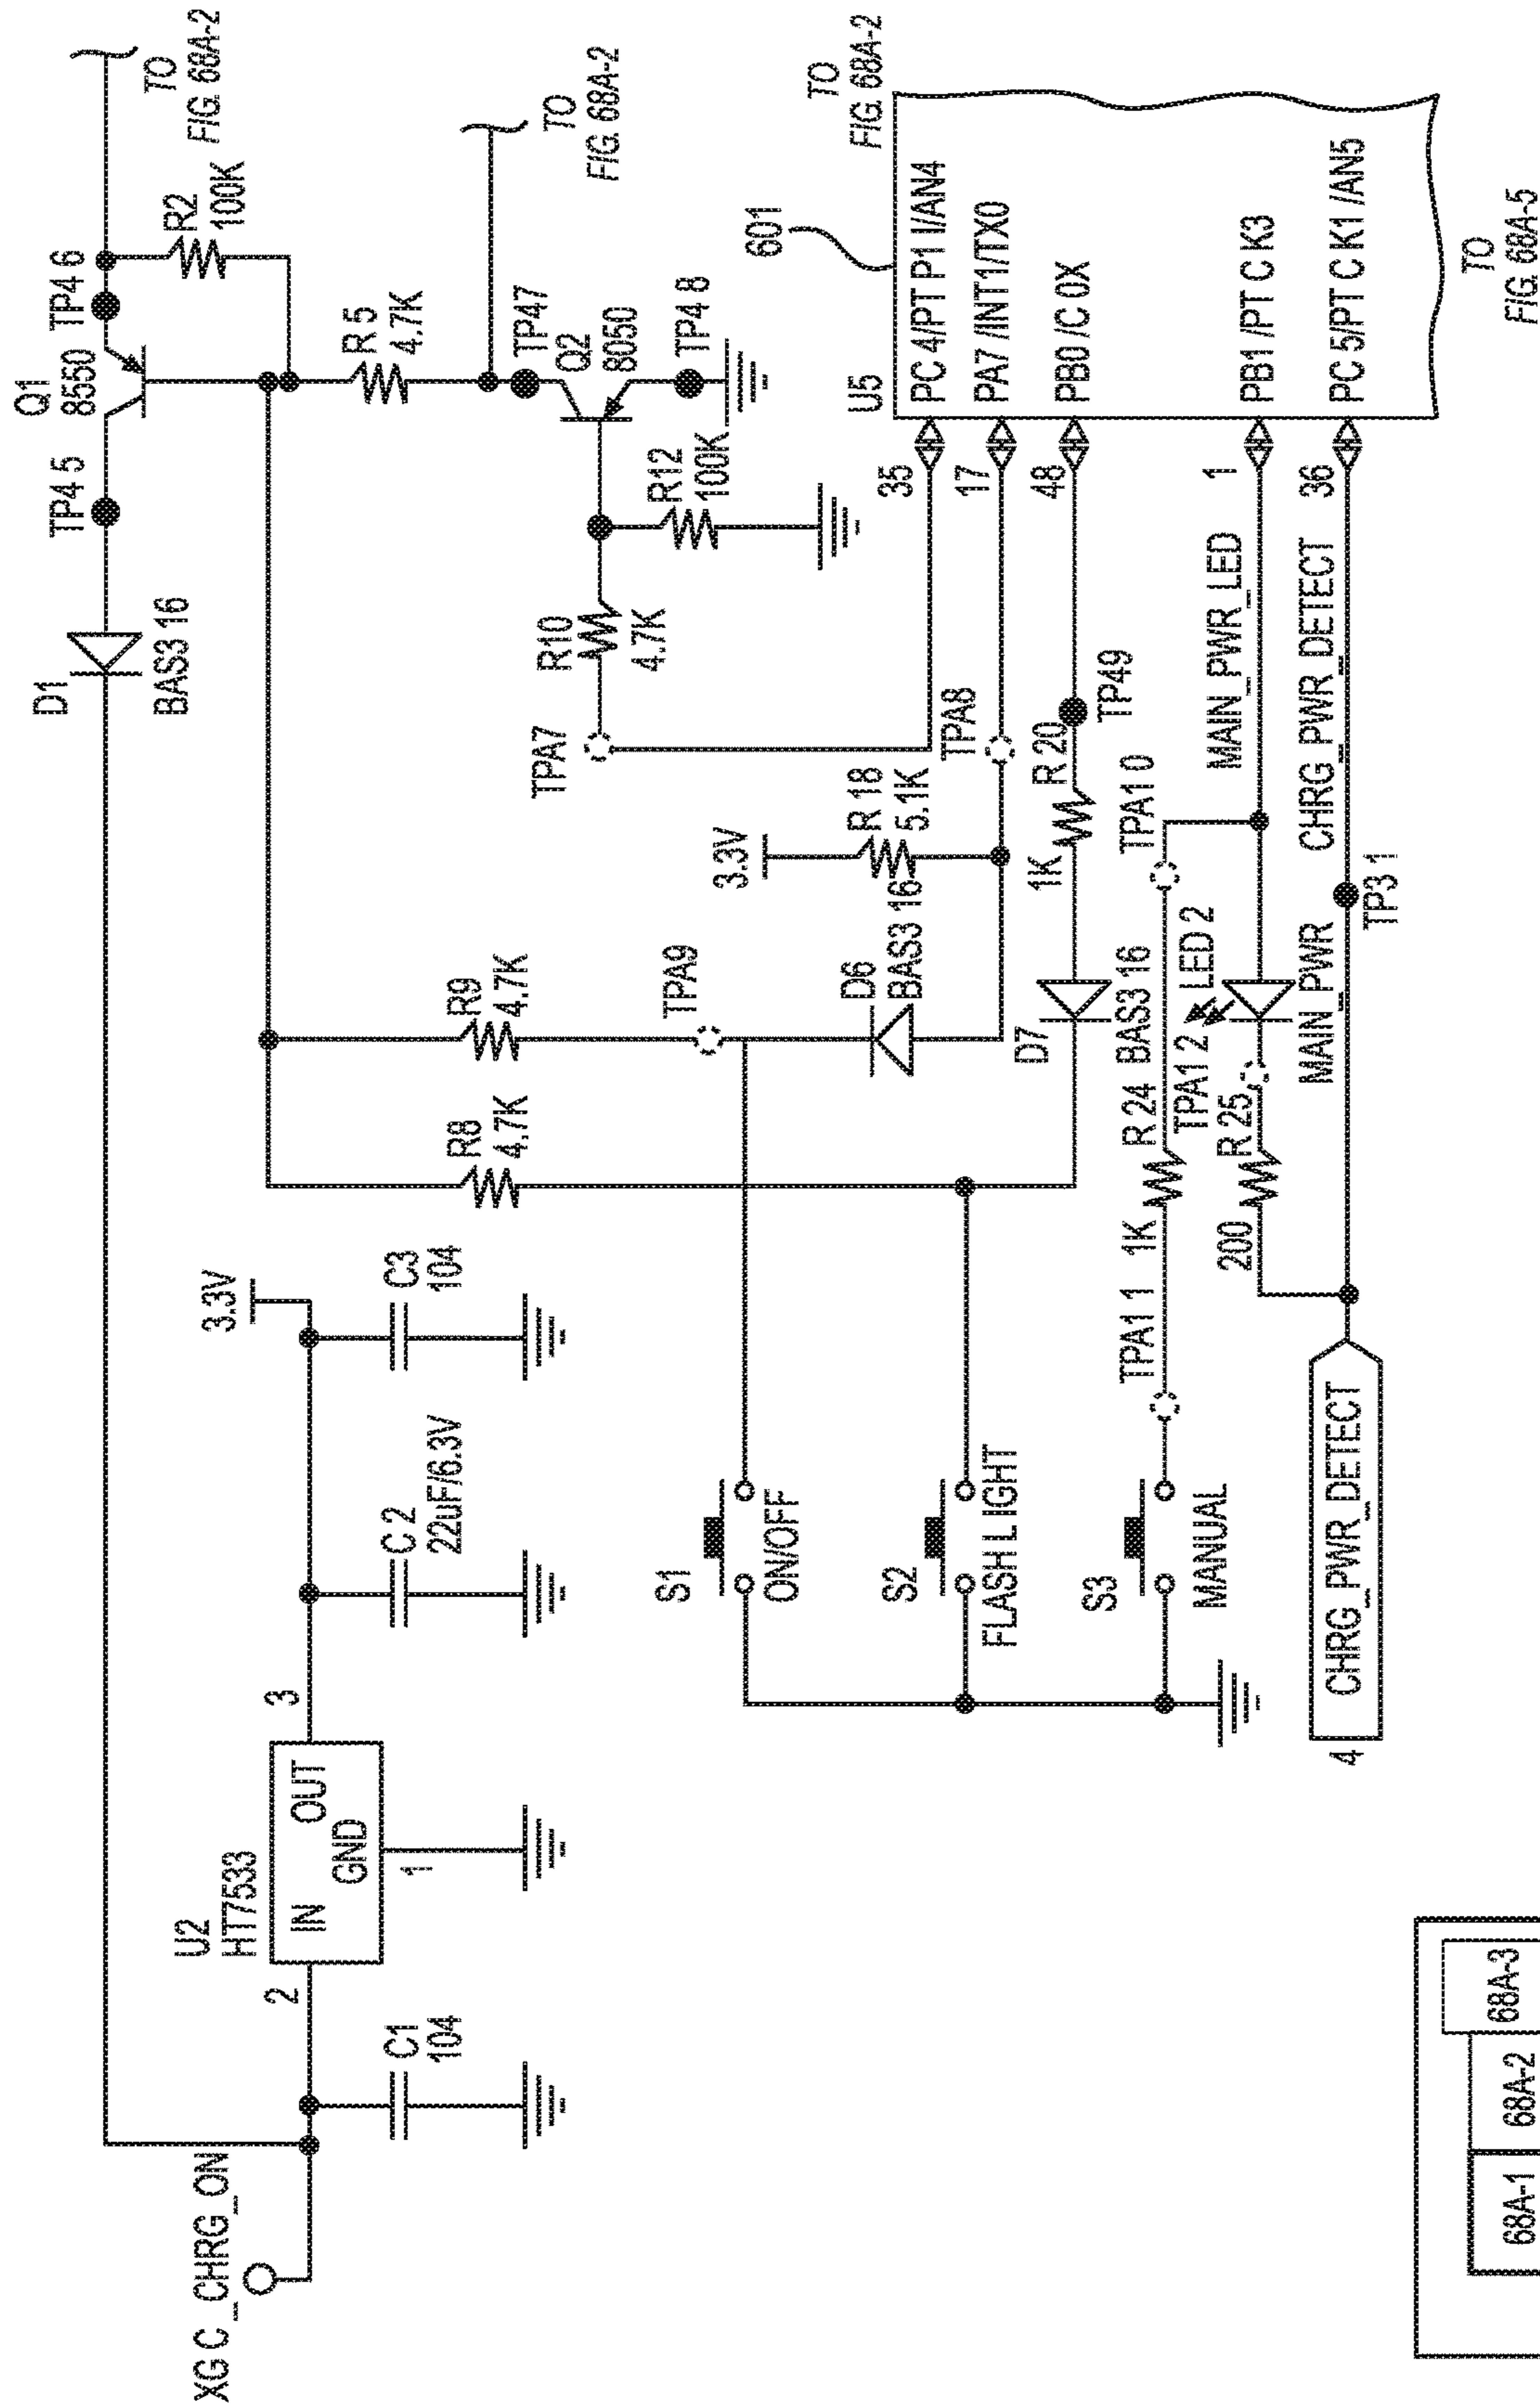 XG C _CHRG_ON
U2
HT7533
IN
OUT
GND
2
3
1
C1
104
C 2
22uF/6.3V
C3
104
3.3V
D1
BAS3 16
TP4 5
Q1
8550
TP4 6
R2
100K
TO
FIG. 68A-2
R 5
4.7K
TP47
Q2
8050
TP4 8
TO
FIG. 68A-2
R10
4.7K
R12
100K
TPA7
R8
4.7K
R9
4.7K
TPA9
D6
BAS3 16
3.3V
R 18
5.1K
TPA8
S1
ON/OFF
S2
FLASH LIGHT
S3
MANUAL
D7
BAS3 16
1K
R 20
TP49
TPA1 1
1K
R 24
TPA1 0
TPA1 2
LED 2
200
R 25
MAIN_PWR
MAIN_PWR_LED
4
CHRG_PWR_DETECT
TP3 1
CHRG_PWR_DETECT
U5
601
TO
FIG. 68A-2
35
PC 4/PT P1 I/AN4
17
PA7 /INT1/TX0
48
PB0 /C 0X
1
PB1 /PT C K3
36
PC 5/PT C K1 /AN5
TO
FIG. 68A-5
68A-1
68A-2
68A-3